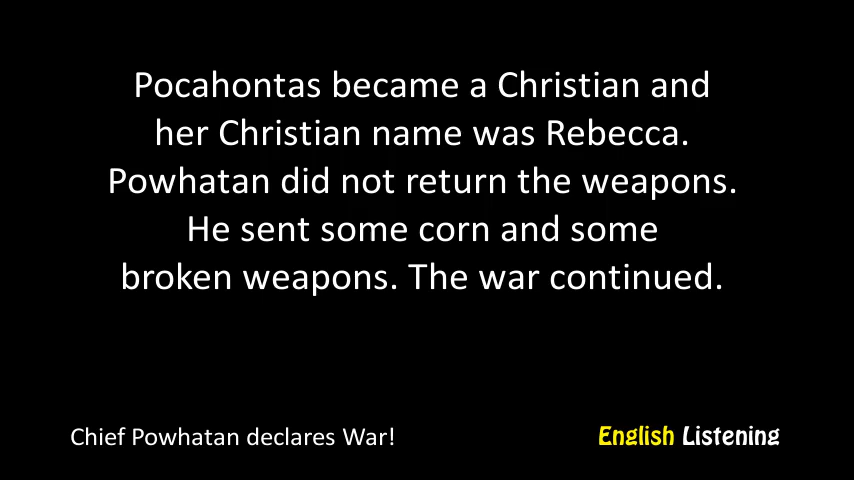 Pocahontas became a Christian and
her Christian name was Rebecca.
Powhatan did not return the weapons.
He sent some corn and some
broken weapons. The war continued.
Chief Powhatan declares War!
English Listening